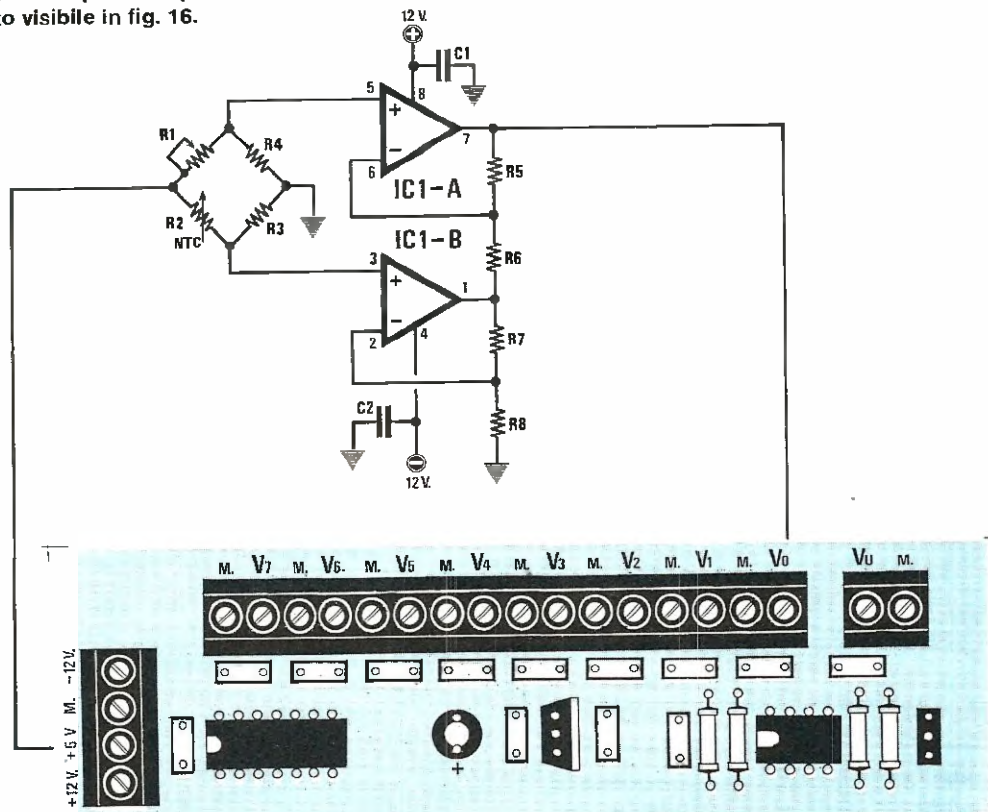 to visibile in fig. 16.
12 V.
C1
5
8
+
7
R1
R4
6
−
R5
IC1-A
R2
NTC
R3
IC1-B
R6
3
1
+
−
2
4
R7
C2
R8
12 V.
M. V7 M. V6. M. V5 M. V4 M. V3 M. V2 M. V1 M. V0 VU M.
+12 V. +5 V M. -12V.
+